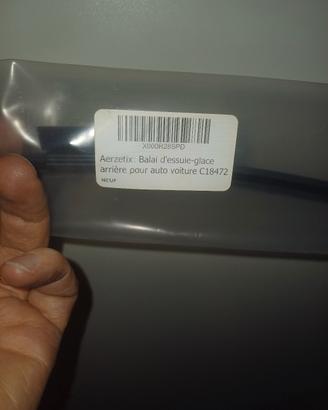 X000R28SPD
Aerzetix: Balai d'essuie-glace
arrière pour auto voiture C18472
NEUF